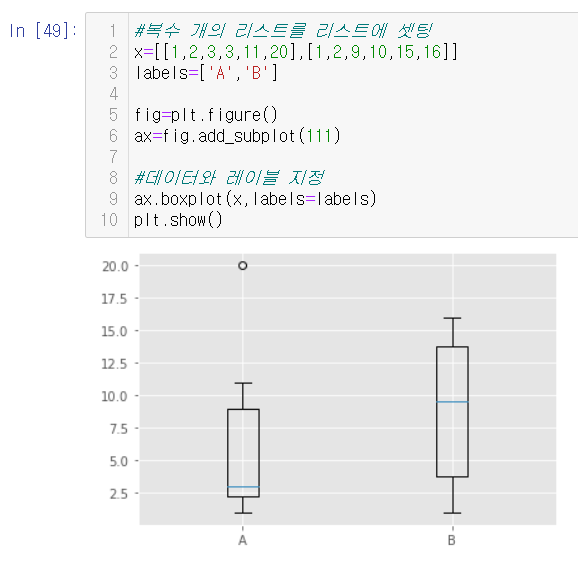 In [49]:
1 #복수 개의 리스트를 리스트에 셋팅
2 x=[[1,2,3,3,11,20],[1,2,9,10,15,16]]
3 labels=['A','B']
4
5 fig=plt.figure()
6 ax=fig.add_subplot(111)
7
8 #데이터와 레이블 지정
9 ax.boxplot(x,labels=labels)
10 plt.show()
20.0
17.5
15.0
12.5
10.0
7.5
5.0
2.5
A B